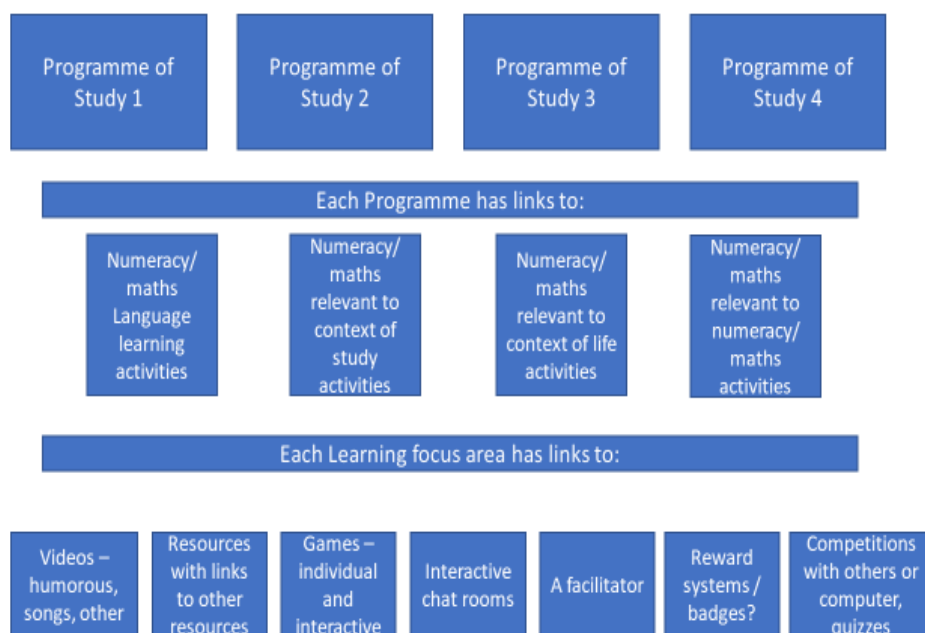 Programme of
Study 1
Programme of
Study 2
Programme of
Study 3
Programme of
Study 4
Each Programme has links to:
Numeracy/
maths
Language
learning
activities
Numeracy/
maths
relevant to
context of
study
activities
Numeracy/
maths
relevant to
context of life
activities
Numeracy/
maths
relevant to
numeracy/
maths
activities
Each Learning focus area has links to:
Videos –
humorous,
songs, other
Resources
with links
to other
resources
Games –
individual
and
interactive
Interactive
chat rooms
A facilitator
Reward
systems /
badges?
Competitions
with others or
computer,
quizzes